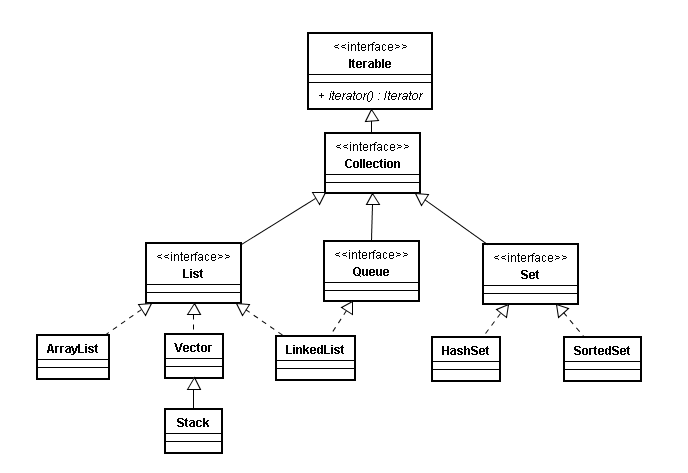 <<interface>>
Iterable
+ iterator() : Iterator
<<interface>>
Collection
<<interface>>
List
<<interface>>
Queue
<<interface>>
Set
ArrayList
Vector
LinkedList
HashSet
SortedSet
Stack